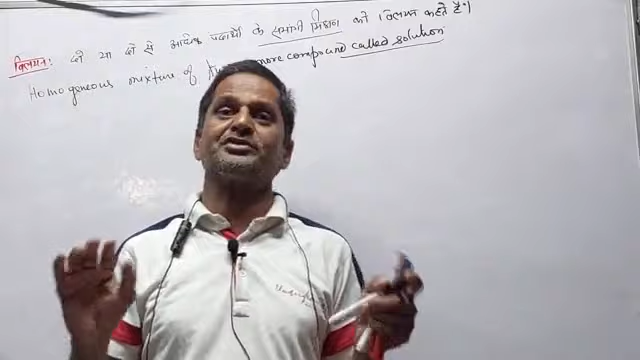 विलयन: दो या दो से अधिक पदार्थों के समांगी मिश्रण को विलयन कहते हैं।
Homogeneous mixture of more compound called solution